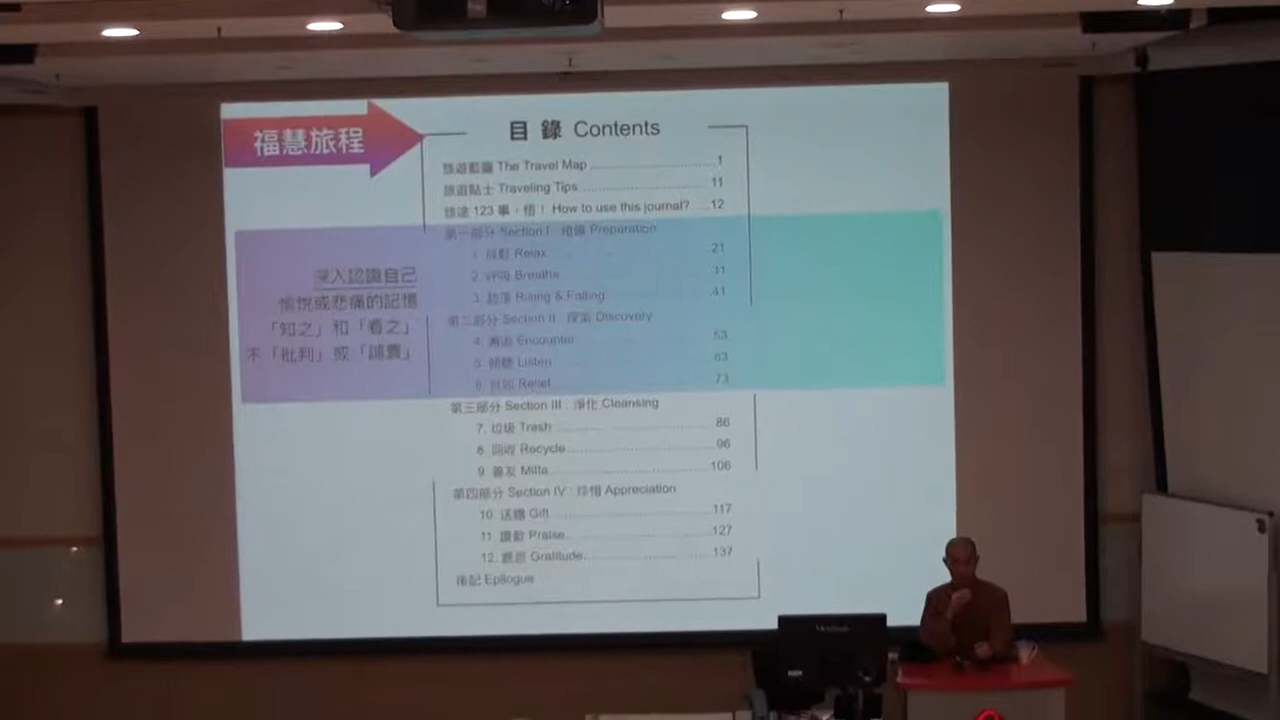 福慧旅程
目錄 Contents
旅遊藍圖 The Travel Map 1
旅遊貼士 Traveling Tips 11
旅途 123 事，悟！ How to use this journal? 12
第一部分 Section I : 預備 Preparation
1. 放鬆 Relax 21
2. 呼吸 Breathe 31
3. 起落 Rising & Falling 41
第二部分 Section II : 探索 Discovery
4. 邂逅 Encounter 53
5. 傾聽 Listen 63
6. Relief 73
第三部分 Section III : 淨化 Cleansing
7. 垃圾 Trash 86
8. 回收 Recycle 96
9. 善友 Mitta 106
第四部分 Section IV : 珍惜 Appreciation
10. 送禮 Gift 117
11. 讚歎 Praise 127
12. 感恩 Gratitude 137
後記 Epilogue
深入認識自己
愉悅或悲痛的記憶
「知之」和「看之」
不「批判」或「譴責」
ViewSonic